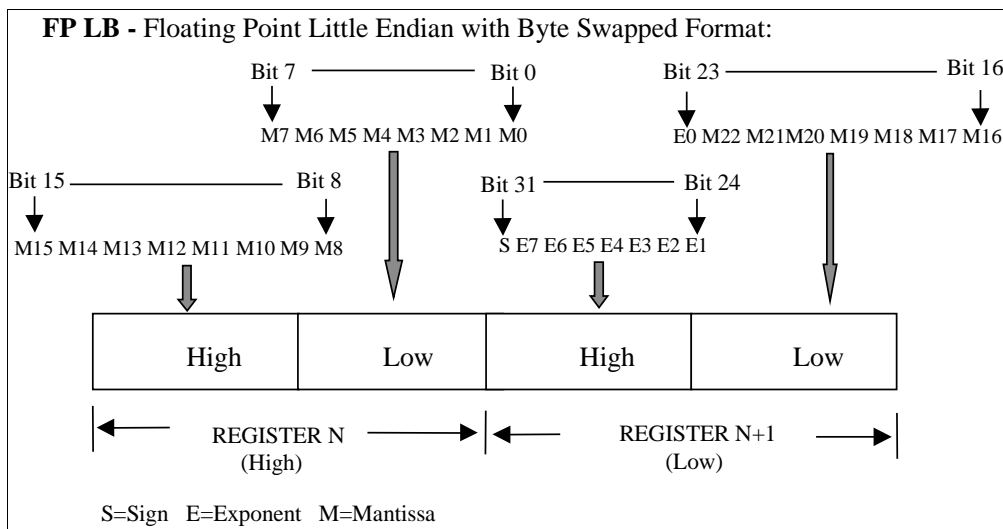 FP LB - Floating Point Little Endian with Byte Swapped Format:
Bit 7 Bit 0 Bit 23 Bit 16
M7 M6 M5 M4 M3 M2 M1 M0 E0 M22 M21M20 M19 M18 M17 M16
Bit 15 Bit 8 Bit 31 Bit 24
M15 M14 M13 M12 M11 M10 M9 M8 S E7 E6 E5 E4 E3 E2 E1
High Low High Low
REGISTER N REGISTER N+1
(High) (Low)
S=Sign E=Exponent M=Mantissa